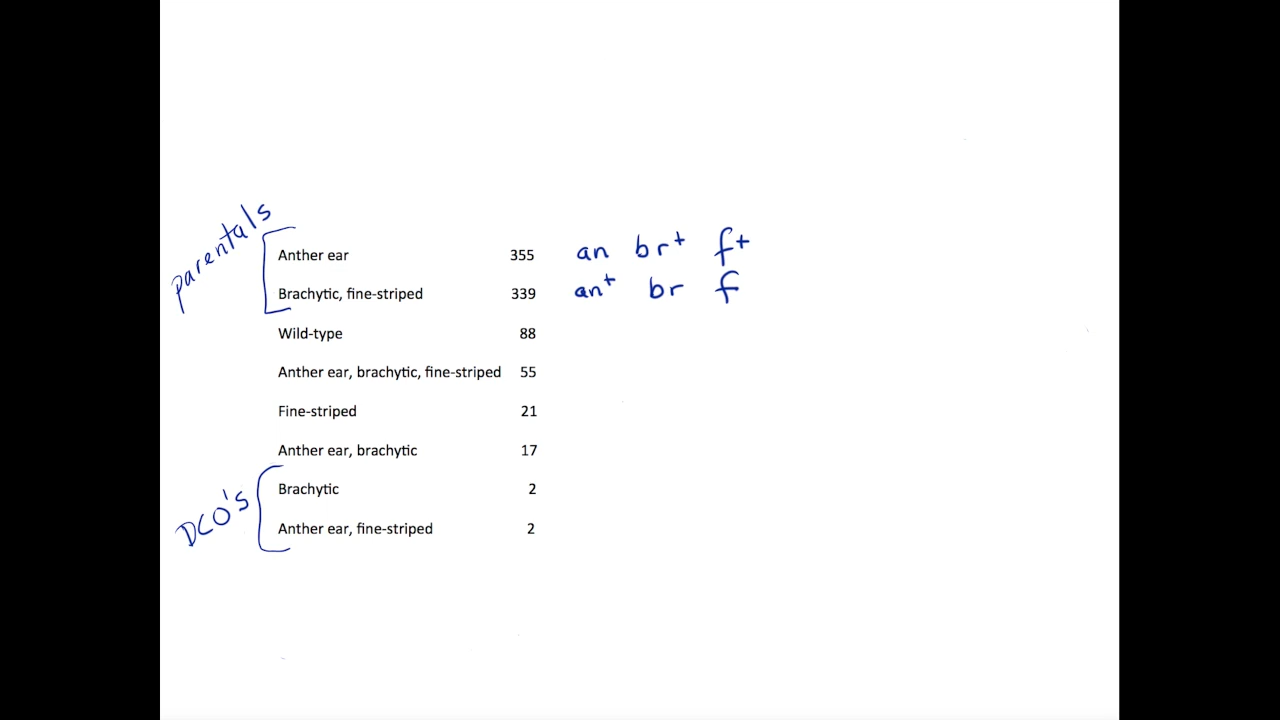 parentals
Anther ear 355 an br+ f+
Brachytic, fine-striped 339 an+ br f
Wild-type 88
Anther ear, brachytic, fine-striped 55
Fine-striped 21
Anther ear, brachytic 17
DCO's
Brachytic 2
Anther ear, fine-striped 2